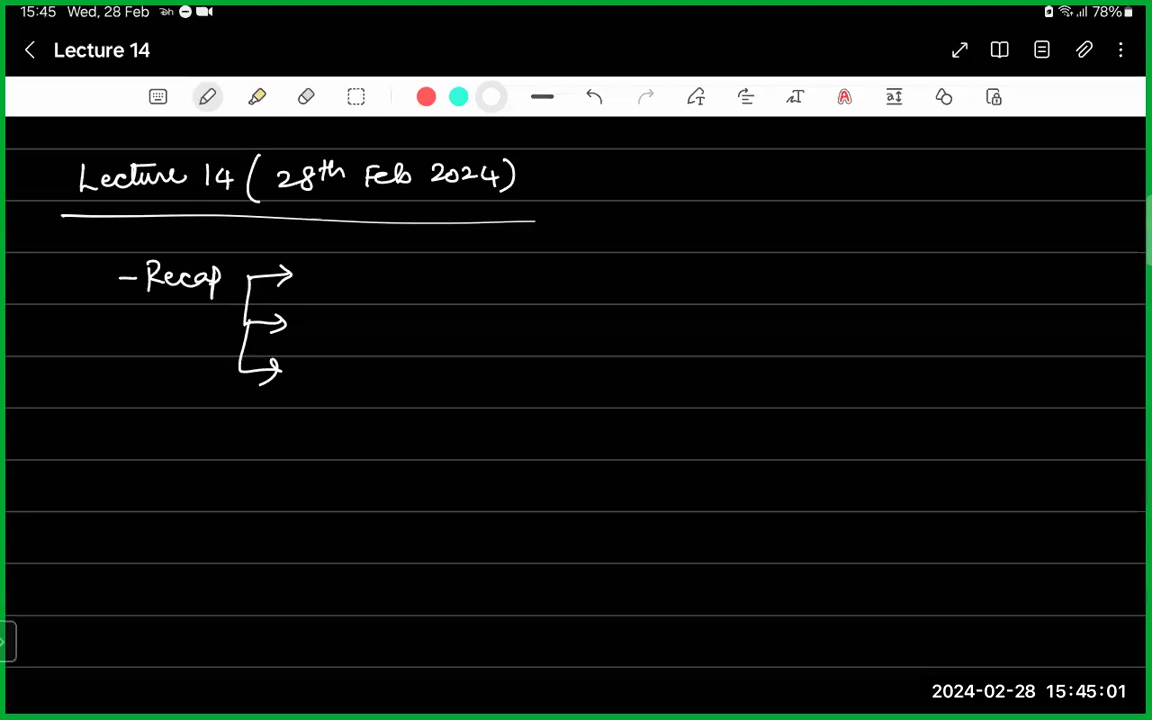 15:45 Wed, 28 Feb 78%
Lecture 14
Lecture 14 ( 28th Feb 2024)
- Recap
2024-02-28 15:45:01